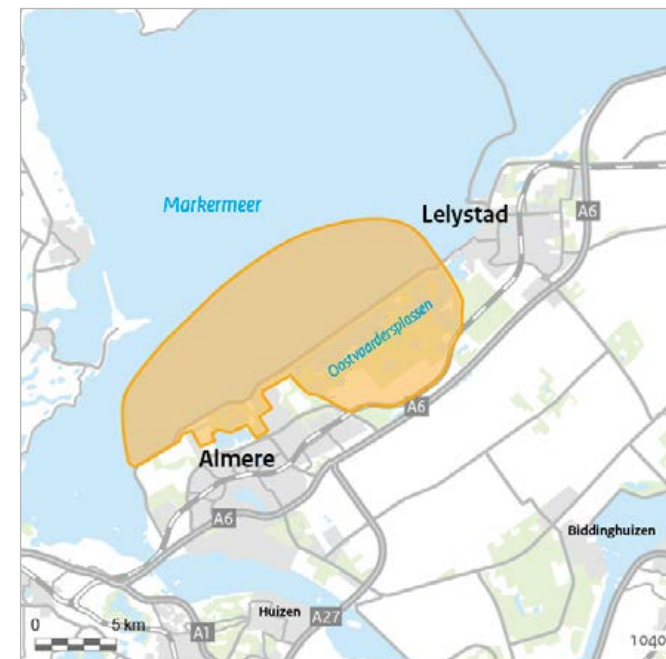 Markermeer
Lelystad
A6
Oostvaardersplassen
A6
Almere
A6
Biddinghuizen
Huizen
A27
A1
0
5 km
1040